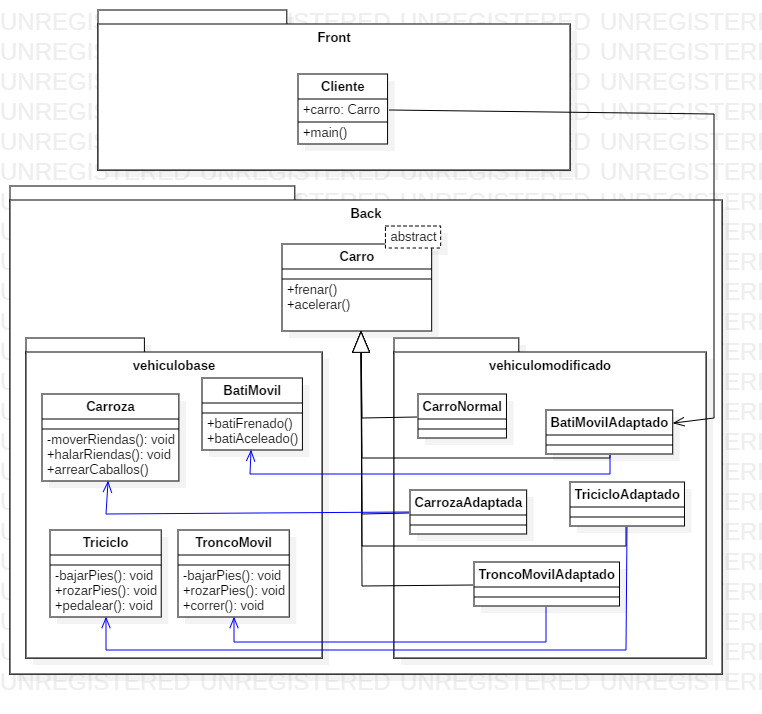 Front
Cliente
+carro: Carro
+main()
Back
abstract
Carro
+frenar()
+acelerar()
vehiculobase
Carroza
-moverRiendas(): void
+halarRiendas(): void
+arrearCaballos()
BatiMovil
+batiFrenado()
+batiAceleado()
Triciclo
-bajarPies(): void
+rozarPies(): void
+pedalear(): void
TroncoMovil
-bajarPies(): void
+rozarPies(): void
+correr(): void
vehiculomodificado
CarroNormal
BatiMovilAdaptado
CarrozaAdaptada
TricicloAdaptado
TroncoMovilAdaptado
UNREGISTERED